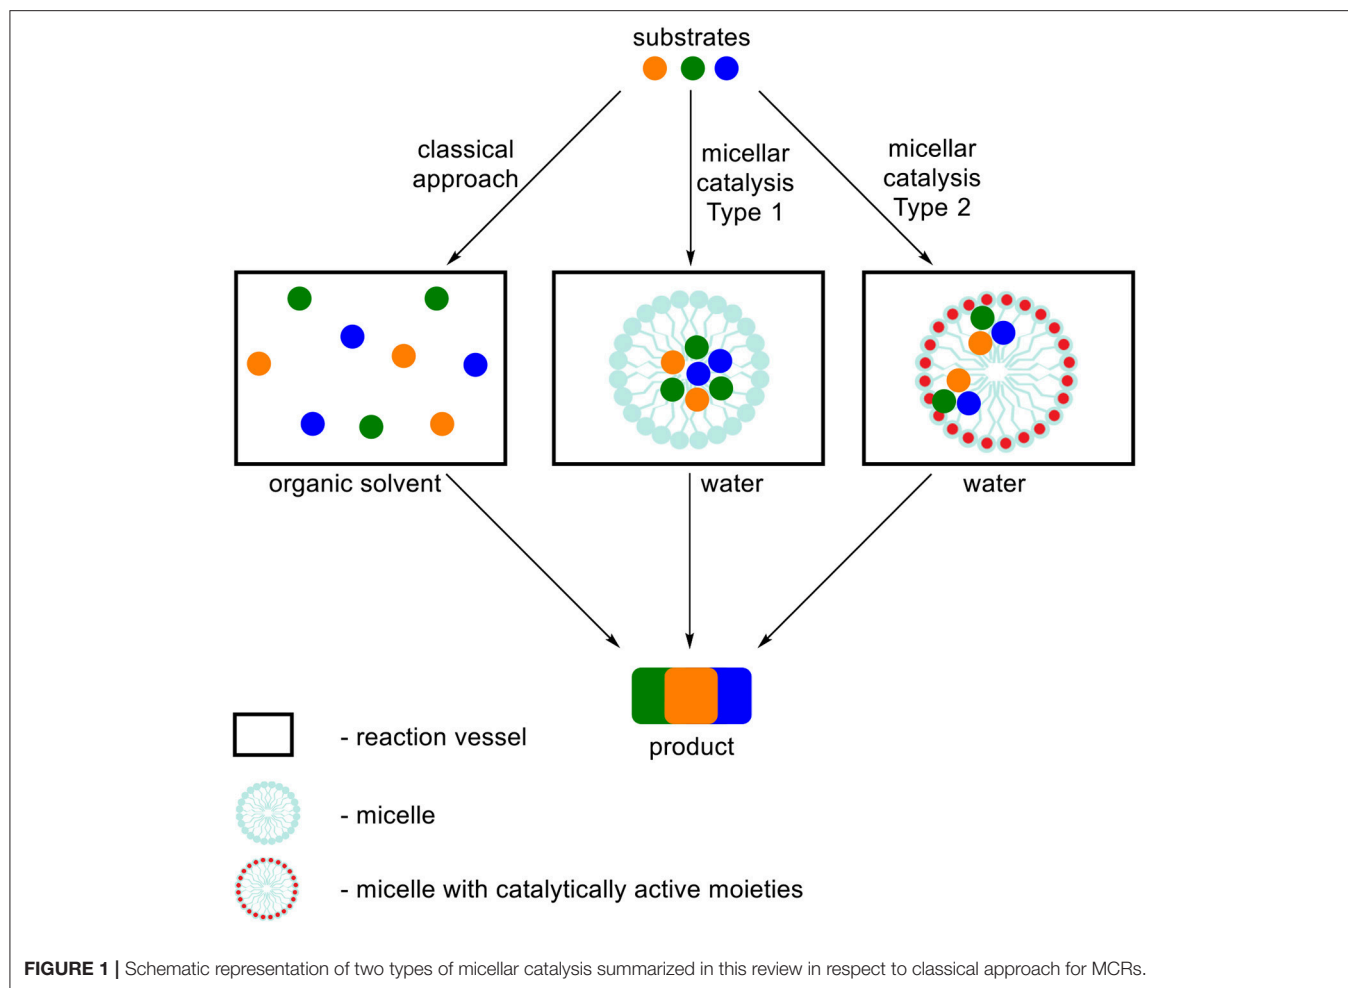 substrates
classical
approach
micellar
catalysis
Type 1
micellar
catalysis
Type 2
organic solvent
water
water
product
- reaction vessel
- micelle
- micelle with catalytically active moieties
FIGURE 1 | Schematic representation of two types of micellar catalysis summarized in this review in respect to classical approach for MCRs.